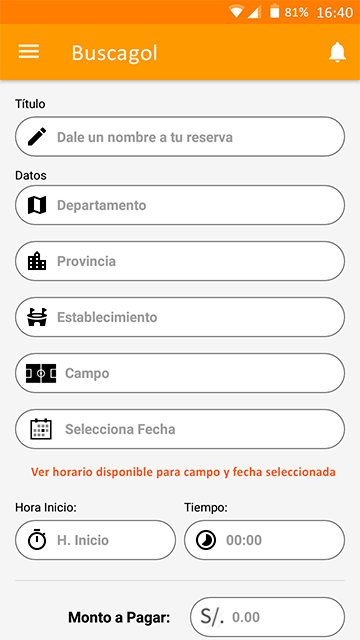 81% 16:40
Buscagol
Título
Dale un nombre a tu reserva
Datos
Departamento
Provincia
Establecimiento
Campo
Selecciona Fecha
Ver horario disponible para campo y fecha seleccionada
Hora Inicio: Tiempo:
H. Inicio 00:00
Monto a Pagar: S/. 0.00